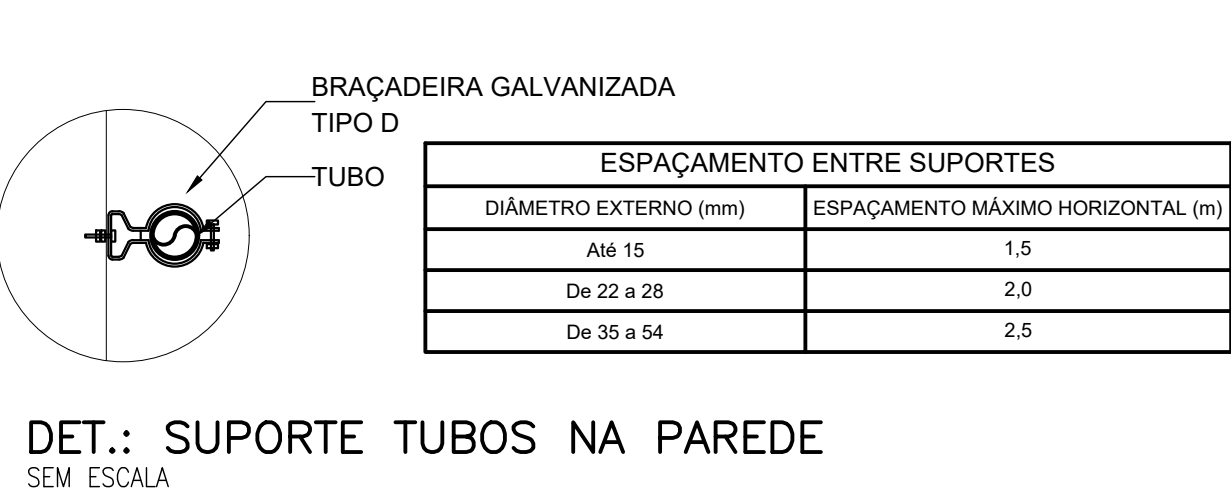 BRAÇADEIRA GALVANIZADA
TIPO D
TUBO
ESPAÇAMENTO ENTRE SUPORTES
DIÂMETRO EXTERNO (mm) ESPAÇAMENTO MÁXIMO HORIZONTAL (m)
Até 15 1,5
De 22 a 28 2,0
De 35 a 54 2,5
DET.: SUPORTE TUBOS NA PAREDE
SEM ESCALA